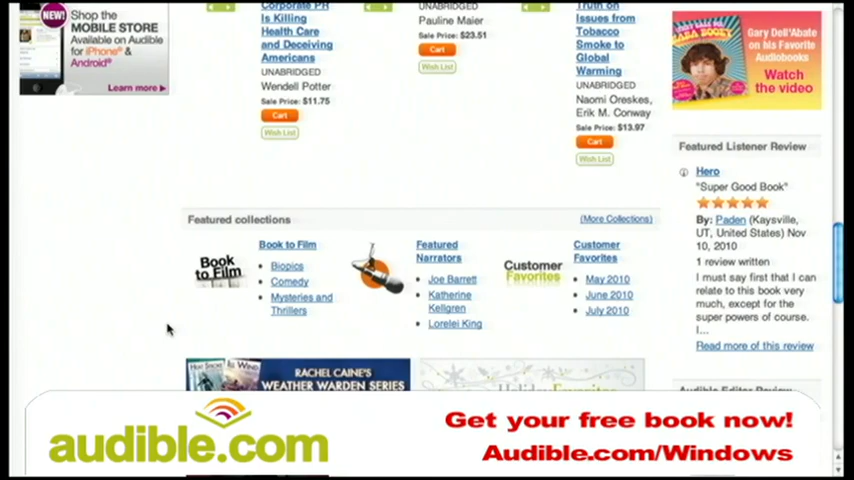 NEW!
Shop the
MOBILE STORE
Available on Audible
for iPhone® &
Android®
Learn more
Corporate PR
Is Killing
Health Care
and Deceiving
Americans
UNABRIDGED
Wendell Potter
Sale Price: $11.75
Cart
Wish List
UNABRIDGED
Pauline Maier
Sale Price: $23.51
Cart
Wish List
Truth on
Issues from
Tobacco
Smoke to
Global
Warming
UNABRIDGED
Naomi Oreskes,
Erik M. Conway
Sale Price: $13.97
Cart
Wish List
BABA BOOEY
Gary Dell'Abate
on his Favorite
Audiobooks
Watch
the video
Featured Listener Review
Hero
"Super Good Book"
By: Paden (Kaysville,
UT, United States) Nov
10, 2010
1 review written
I must say first that I can
relate to this book very
much, except for the
super powers of course.
I...
Read more of this review
Featured collections
(More Collections)
Book
to Film
Book to Film
Biopics
Comedy
Mysteries and
Thrillers
Featured
Narrators
Joe Barrett
Katherine
Kellgren
Lorelei King
Customer
Favorites
Customer
Favorites
May 2010
June 2010
July 2010
RACHEL CAINE'S
WEATHER WARDEN SERIES
Holiday Favorites
Audible Editor Review
audible.com
Get your free book now!
Audible.com/Windows